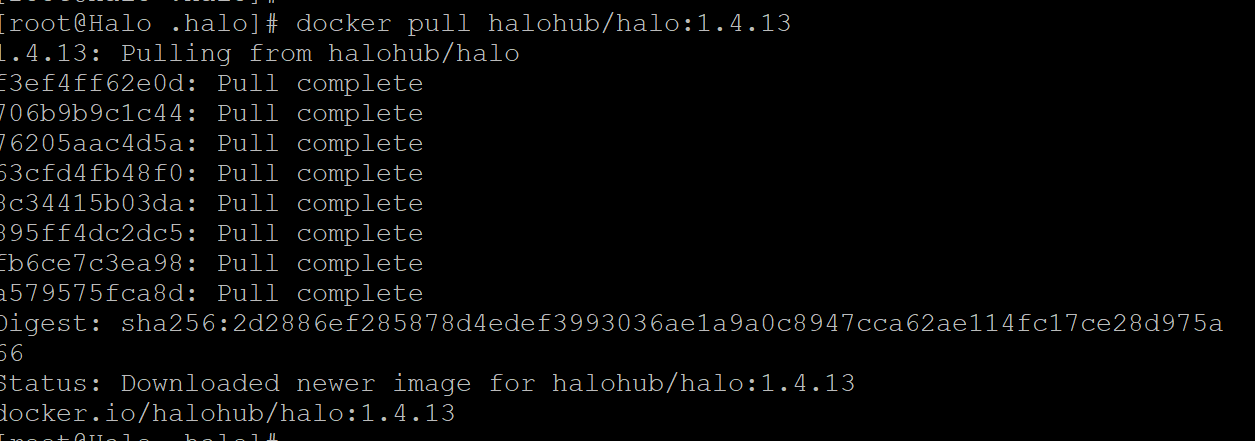 [root@Halo .halo]# docker pull halohub/halo:1.4.13
1.4.13: Pulling from halohub/halo
f3ef4ff62e0d: Pull complete
706b9b9c1c44: Pull complete
76205aac4d5a: Pull complete
63cfd4fb48f0: Pull complete
8c34415b03da: Pull complete
895ff4dc2dc5: Pull complete
fb6ce7c3ea98: Pull complete
a579575fca8d: Pull complete
Digest: sha256:2d2886ef285878d4edef3993036ae1a9a0c8947cca62ae114fc17ce28d975a
66
Status: Downloaded newer image for halohub/halo:1.4.13
docker.io/halohub/halo:1.4.13
[root@Halo .halo]#